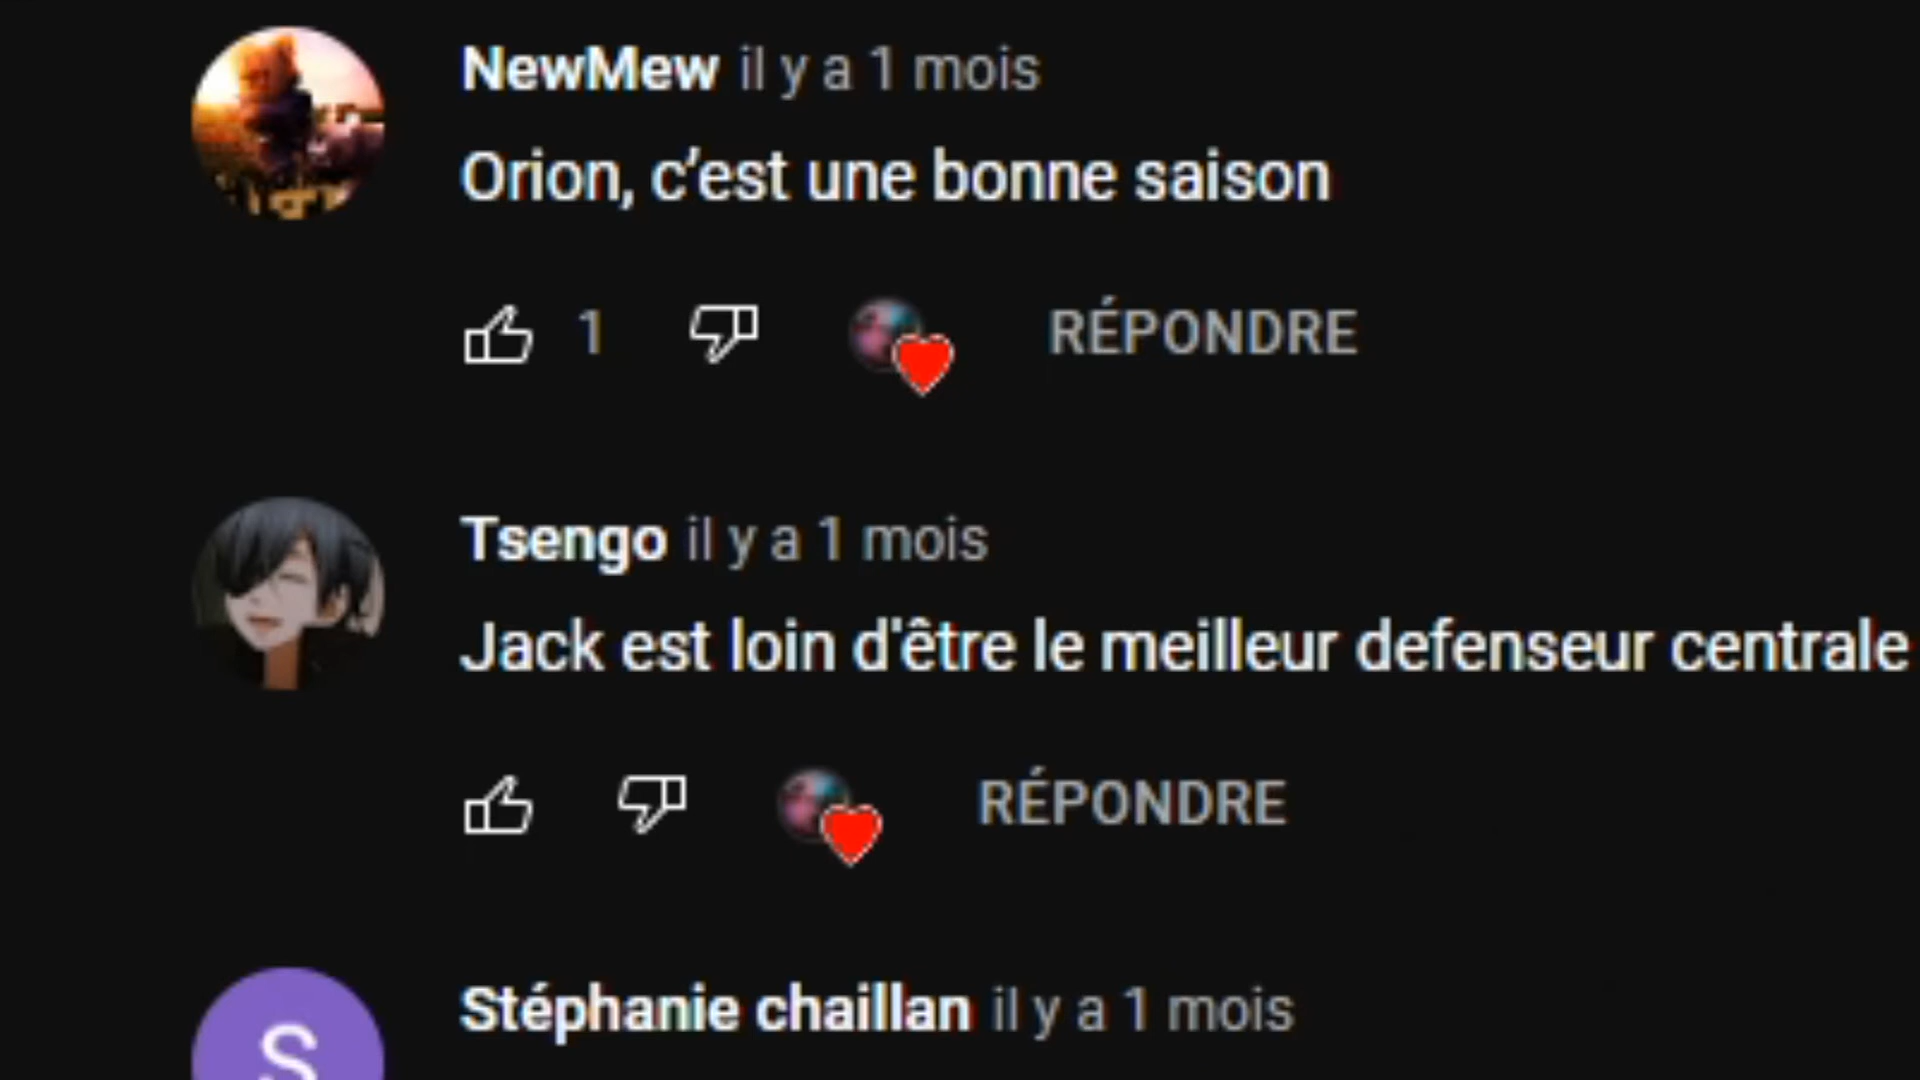 NewMew il y a 1 mois
Orion, c'est une bonne saison
1 RÉPONDRE
Tsengo il y a 1 mois
Jack est loin d'être le meilleur defenseur centrale
RÉPONDRE
Stéphanie chaillan il y a 1 mois
S